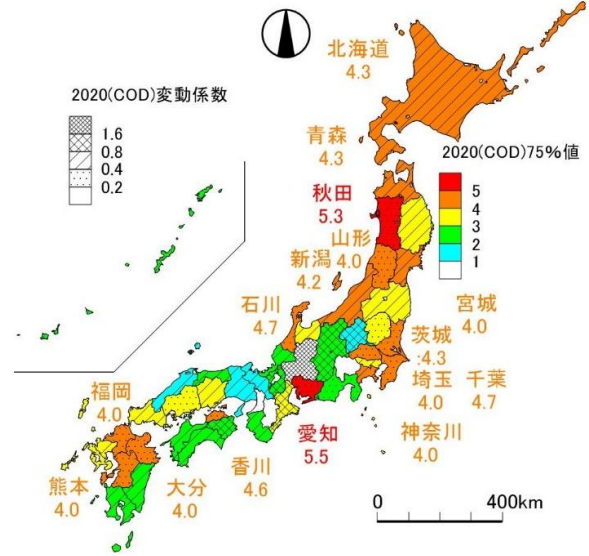 北海道
4.3
2020(COD)変動係数
1.6
0.8
0.4
0.2
青森
4.3
2020(COD)75%値
5
4
3
2
1
秋田
5.3
山形
4.0
新潟
4.2
宮城
4.0
石川
4.7
茨城
4.3
埼玉
4.0
千葉
4.7
福岡
4.0
愛知
5.5
神奈川
4.0
香川
4.6
熊本
4.0
大分
4.0
0
400km